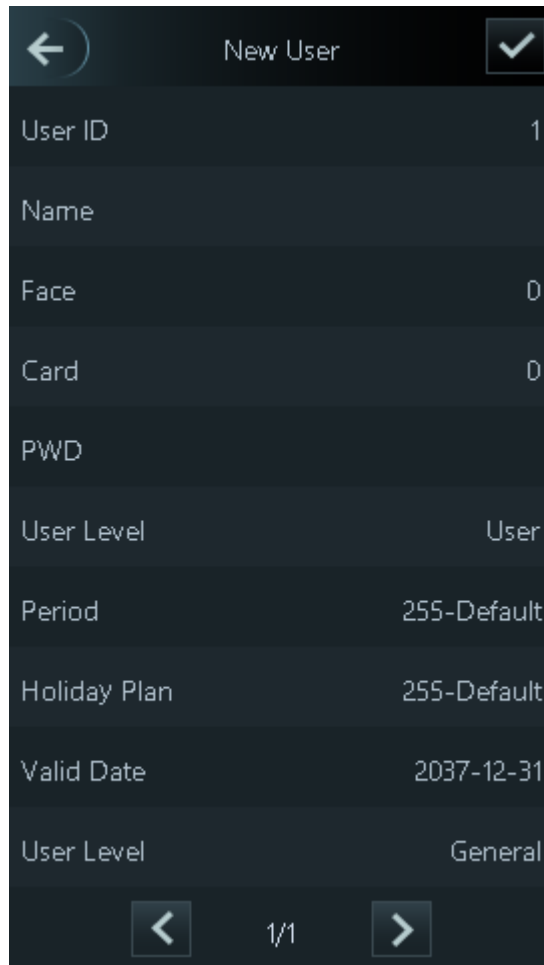 New User
User ID 1
Name
Face 0
Card 0
PWD
User Level User
Period 255-Default
Holiday Plan 255-Default
Valid Date 2037-12-31
User Level General
1/1